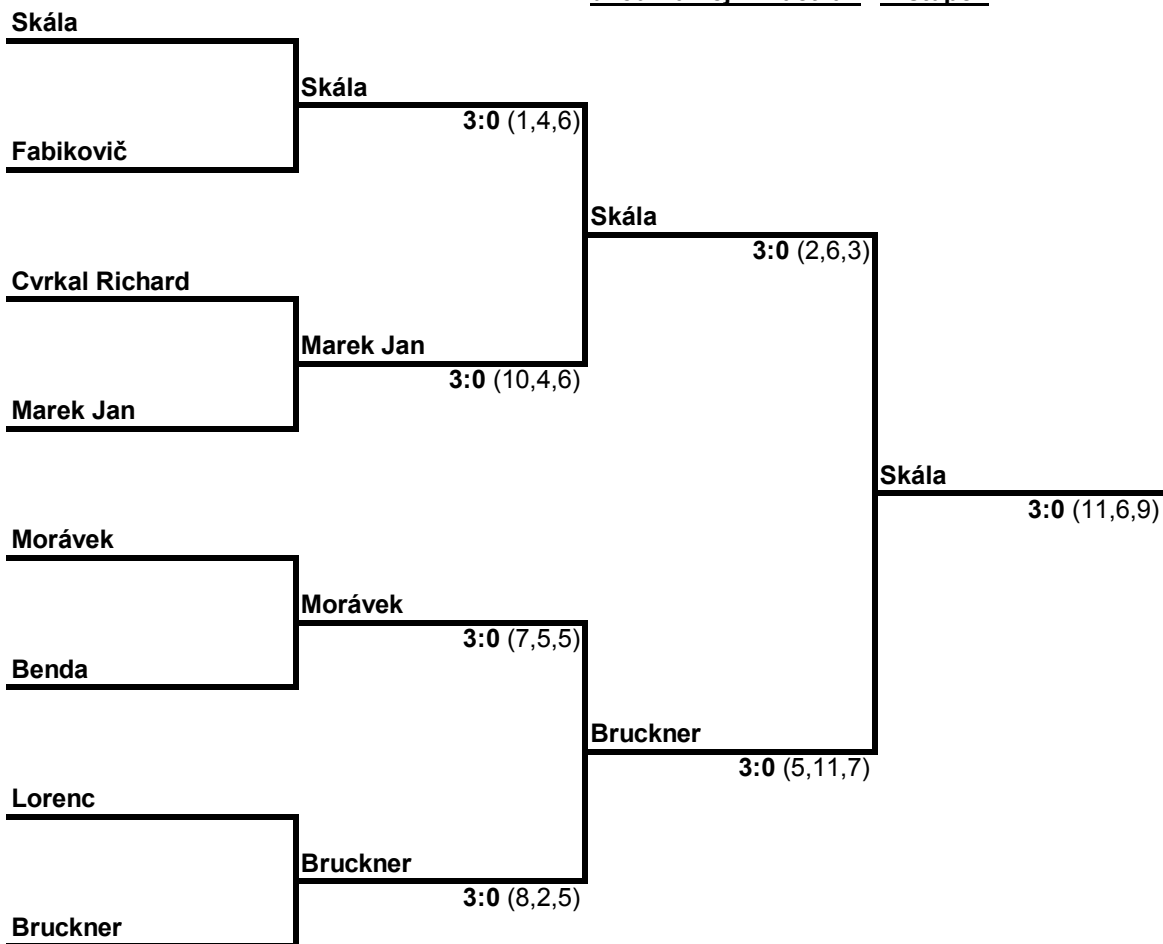 Skála
Skála
3:0 (1,4,6)
Fabikovič
Skála
3:0 (2,6,3)
Cvrkal Richard
Marek Jan
3:0 (10,4,6)
Marek Jan
Skála
3:0 (11,6,9)
Morávek
Morávek
3:0 (7,5,5)
Benda
Bruckner
3:0 (5,11,7)
Lorenc
Bruckner
3:0 (8,2,5)
Bruckner